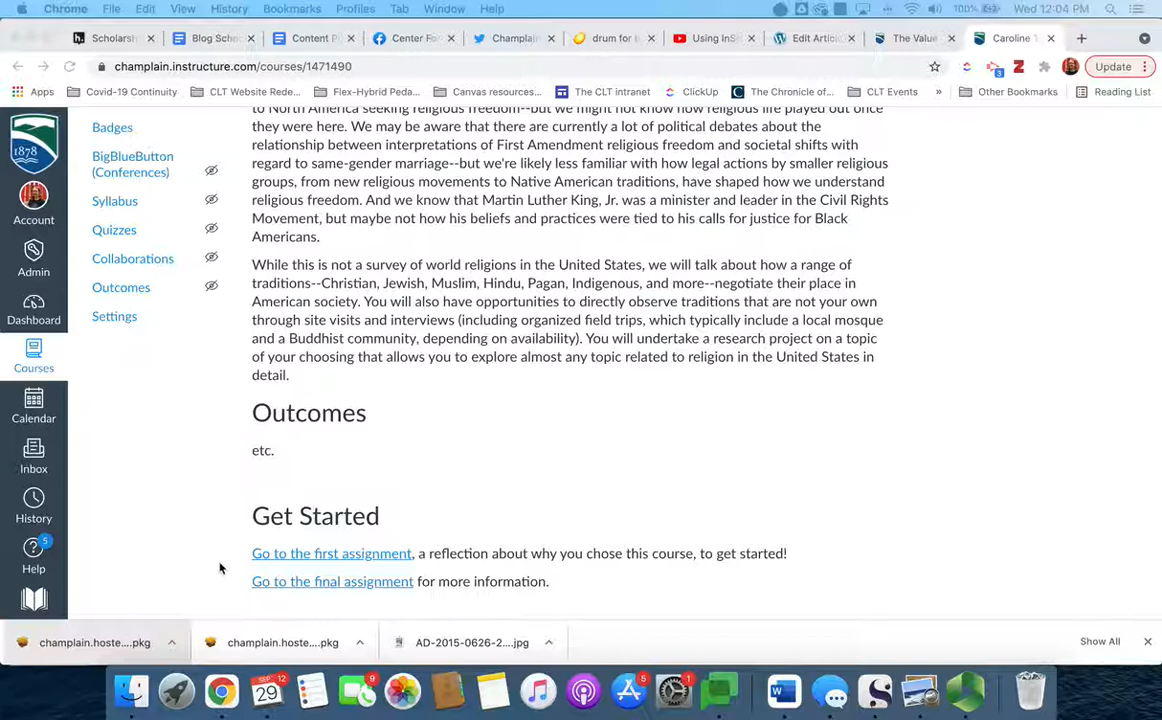 Chrome File Edit View History Bookmarks Profiles Tab Window Help 100% Wed 12:04 PM
Scholarsh Blog Sche Content P Center Fo Champlain drum for Using InS Edit Articl The Value Caroline
champlain.instructure.com/courses/1471490 3 Z Update
Apps Covid-19 Continuity CLT Website Rede... Flex-Hybrid Peda... Canvas resources... The CLT intranet ClickUp The Chronicle of... CLT Events » Other Bookmarks Reading List
1878
Account
Admin
Dashboard
Courses
Calendar
Inbox
History
5
Help
Badges
BigBlueButton
(Conferences)
Syllabus
Quizzes
Collaborations
Outcomes
Settings
to North America seeking religious freedom--but we might not know how religious life played out once
they were here. We may be aware that there are currently a lot of political debates about the
relationship between interpretations of First Amendment religious freedom and societal shifts with
regard to same-gender marriage--but we're likely less familiar with how legal actions by smaller religious
groups, from new religious movements to Native American traditions, have shaped how we understand
religious freedom. And we know that Martin Luther King, Jr. was a minister and leader in the Civil Rights
Movement, but maybe not how his beliefs and practices were tied to his calls for justice for Black
Americans.
While this is not a survey of world religions in the United States, we will talk about how a range of
traditions--Christian, Jewish, Muslim, Hindu, Pagan, Indigenous, and more--negotiate their place in
American society. You will also have opportunities to directly observe traditions that are not your own
through site visits and interviews (including organized field trips, which typically include a local mosque
and a Buddhist community, depending on availability). You will undertake a research project on a topic
of your choosing that allows you to explore almost any topic related to religion in the United States in
detail.
Outcomes
etc.
Get Started
Go to the first assignment, a reflection about why you chose this course, to get started!
Go to the final assignment for more information.
champlain.hoste....pkg champlain.hoste....pkg AD-2015-0626-2....jpg Show All
SEP 12 29 9 5 1 W